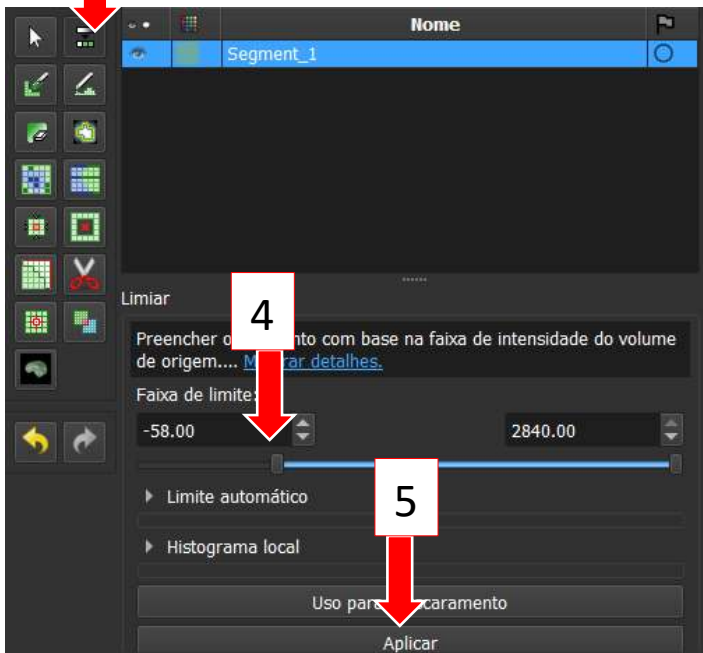 Nome
Segment_1
Limiar
4
Preencher o nto com base na faixa de intensidade do volume
de origem.... M rar detalhes.
Faixa de limite:
-58.00 2840.00
Limite automático
5
Histograma local
Uso par caramento
Aplicar